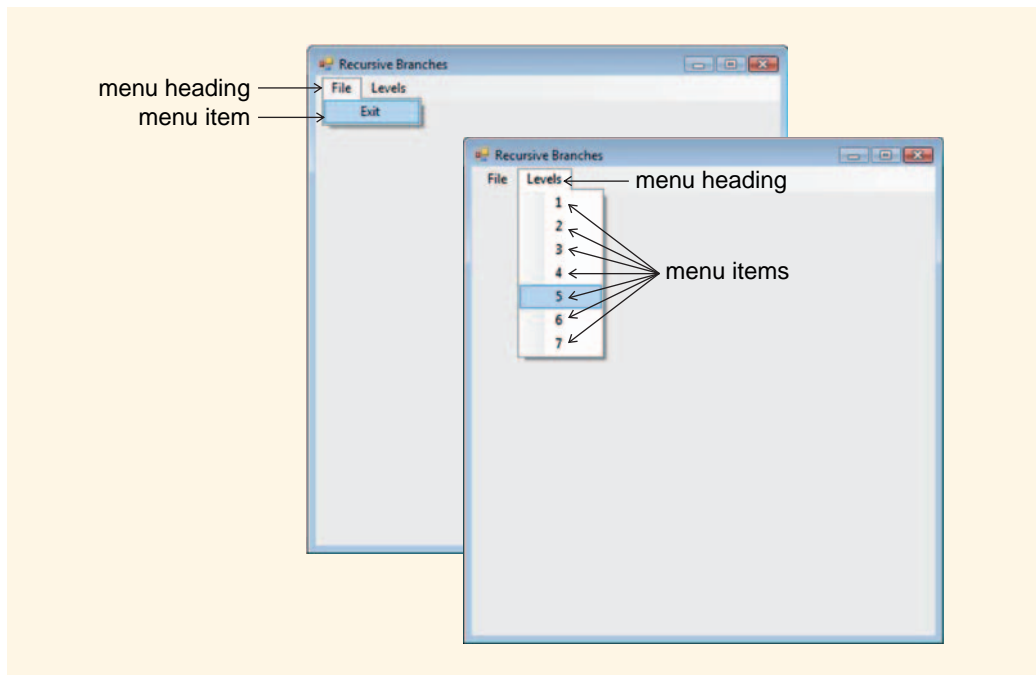 Recursive Branches
menu heading
File Levels
menu item
Exit
Recursive Branches
File Levels
menu heading
1
2
3
4
menu items
5
6
7